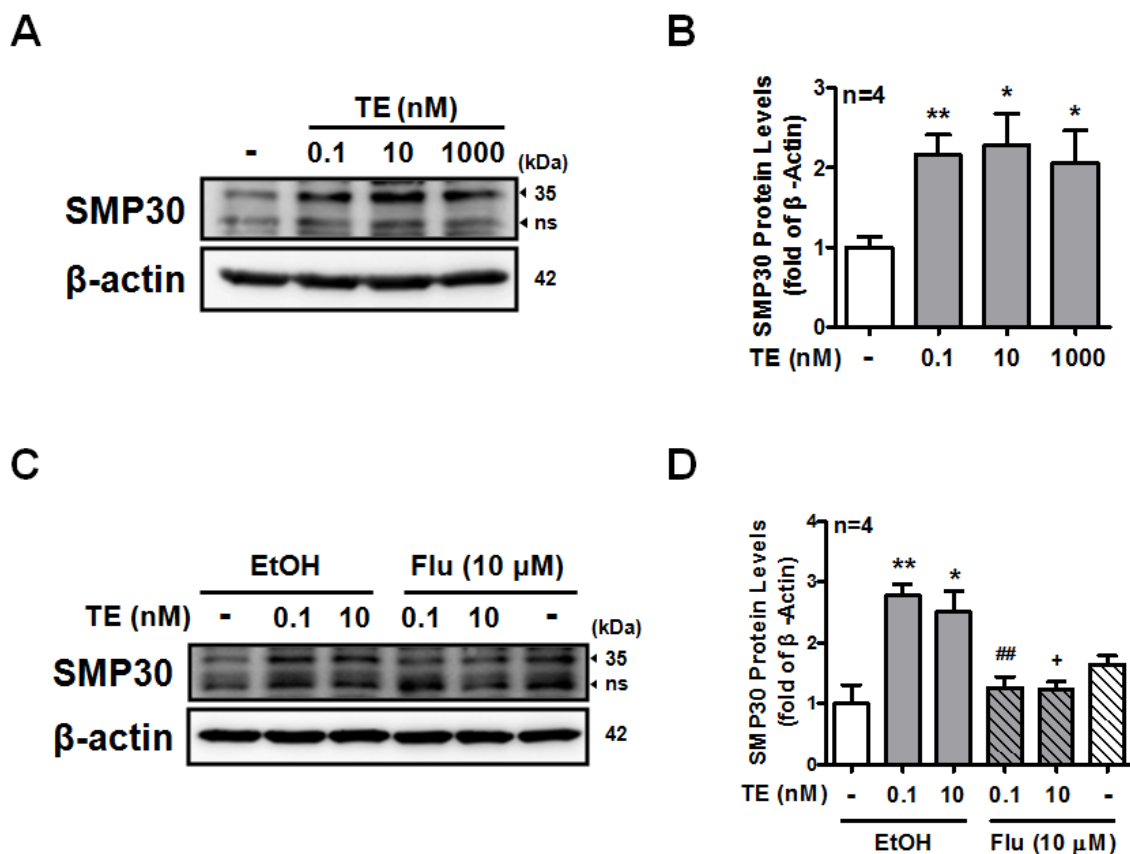 A
TE (nM)
- 0.1 10 1000 (kDa)
SMP30 35
ns
β-actin 42
B
SMP30 Protein Levels
(fold of β -Actin)
n=4
3
2
1
0
** * *
TE (nM) - 0.1 10 1000
C
EtOH Flu (10 μM)
TE (nM) - 0.1 10 0.1 10 - (kDa)
SMP30 35
ns
β-actin 42
D
SMP30 Protein Levels
(fold of β -Actin)
n=4
4
3
2
1
0
** * ## +
TE (nM) - 0.1 10 0.1 10 -
EtOH Flu (10 μM)